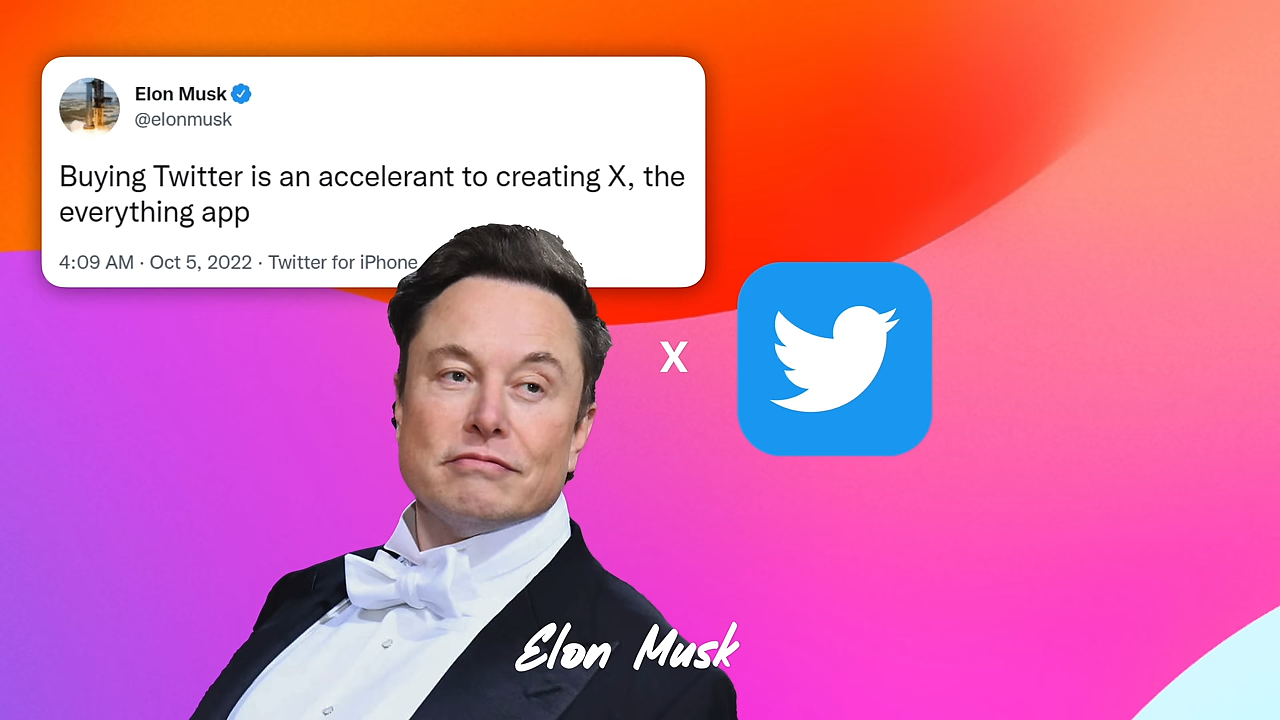 Elon Musk
@elonmusk
Buying Twitter is an accelerant to creating X, the
everything app
4:09 AM · Oct 5, 2022 · Twitter for iPhone
X
Elon Musk